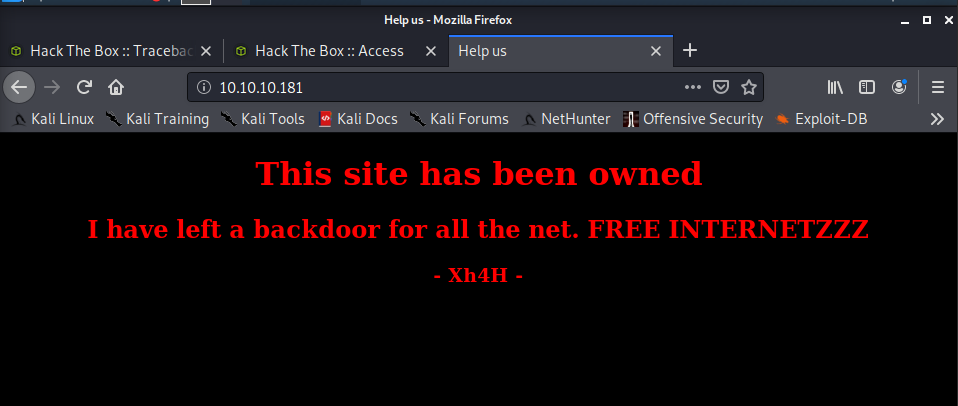 Help us - Mozilla Firefox
Hack The Box :: Traceback
Hack The Box :: Access
Help us
10.10.10.181
Kali Linux Kali Training Kali Tools Kali Docs Kali Forums NetHunter Offensive Security Exploit-DB
This site has been owned
I have left a backdoor for all the net. FREE INTERNETZZZ
- Xh4H -